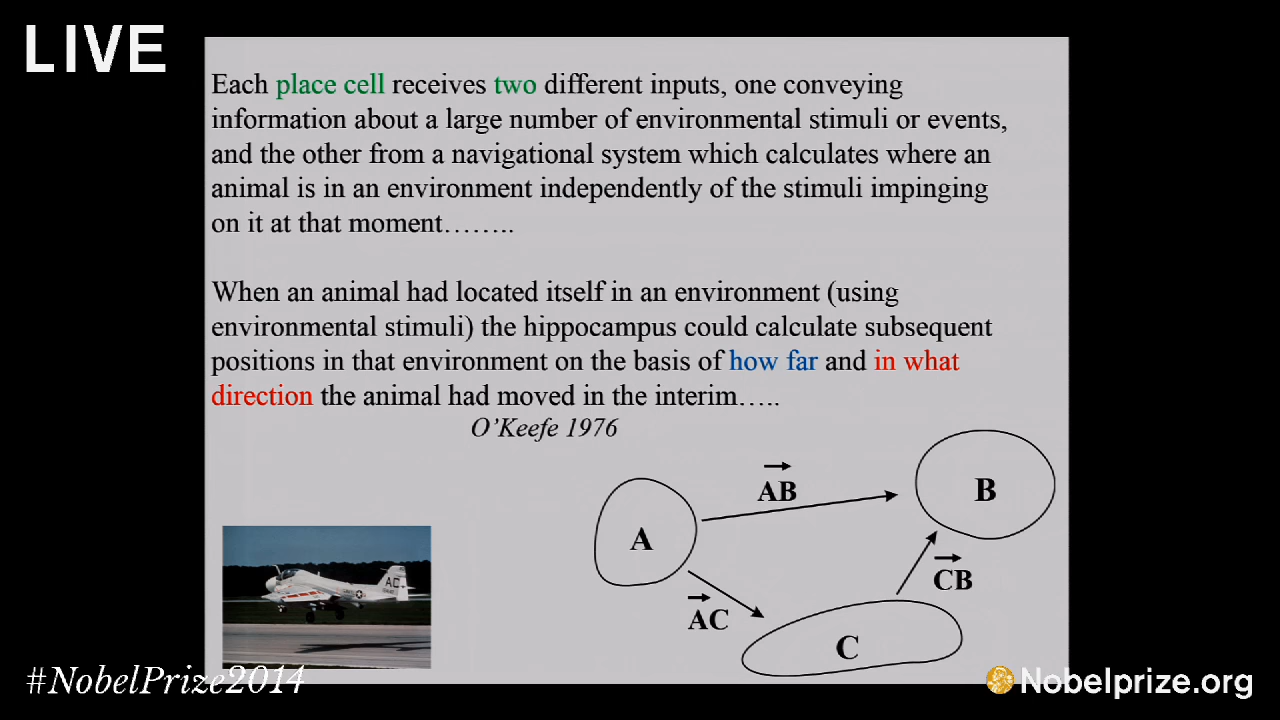 LIVE
Each place cell receives two different inputs, one conveying
information about a large number of environmental stimuli or events,
and the other from a navigational system which calculates where an
animal is in an environment independently of the stimuli impinging
on it at that moment……..
When an animal had located itself in an environment (using
environmental stimuli) the hippocampus could calculate subsequent
positions in that environment on the basis of how far and in what
direction the animal had moved in the interim…..
O’Keefe 1976
AB
B
A
CB
AC
C
AC
#NobelPrize2014
Nobelprize.org